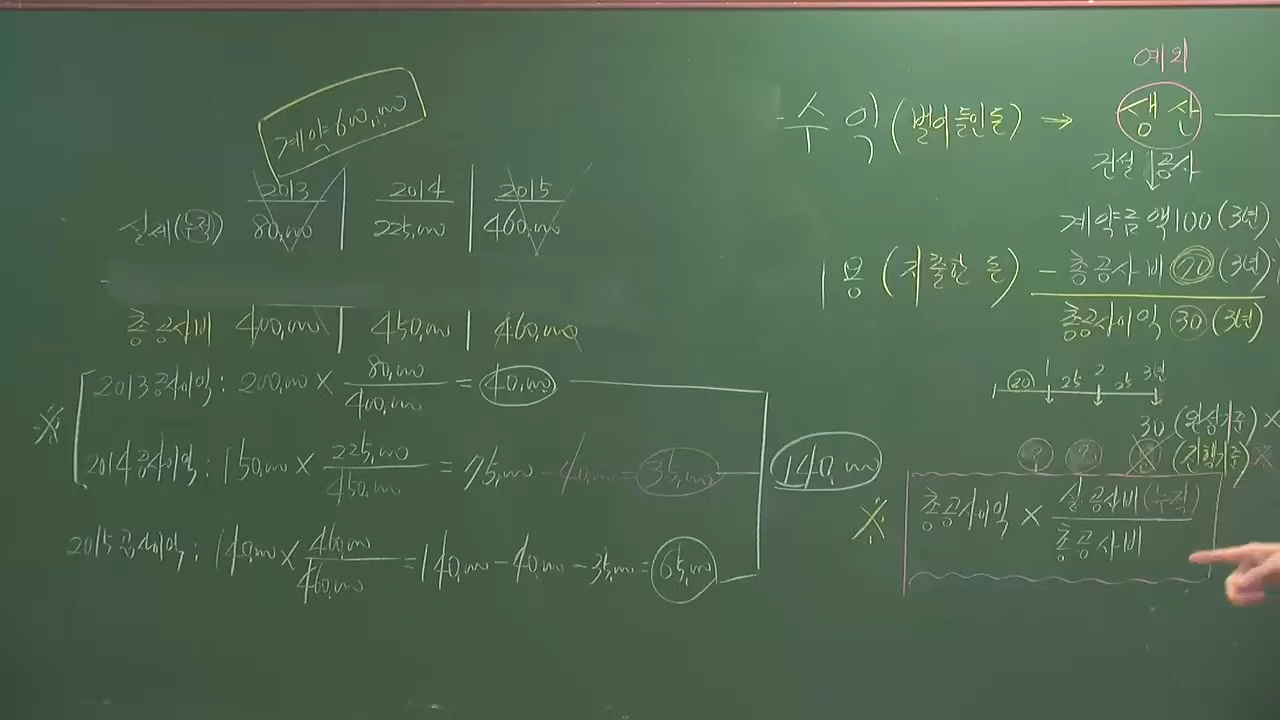 계약 600,000
2013 2014 2015
실제(누적) 80,000 225,000 460,000
총공사비 400,000 450,000 460,000
※ 2013공사이익: 200,000 × 80,000/400,000 = 40,000
2014공사이익: 150,000 × 225,000/450,000 = 75,000 - 40,000 = 35,000
140,000
2015공사이익: 140,000 × 460,000/460,000 = 140,000 - 40,000 - 35,000 = 65,000
예외
수익(벌어들인돈) → 생산
건설 공사
계약금액100(3년)
비용(지출한 돈) - 총공사비 70(3년)
총공사이익 30(3년)
1 2 3년
20 25 25
30(완성기준)×
? ? ? (진행기준)※
※ 총공사이익 × 실공사비(누적)/총공사비